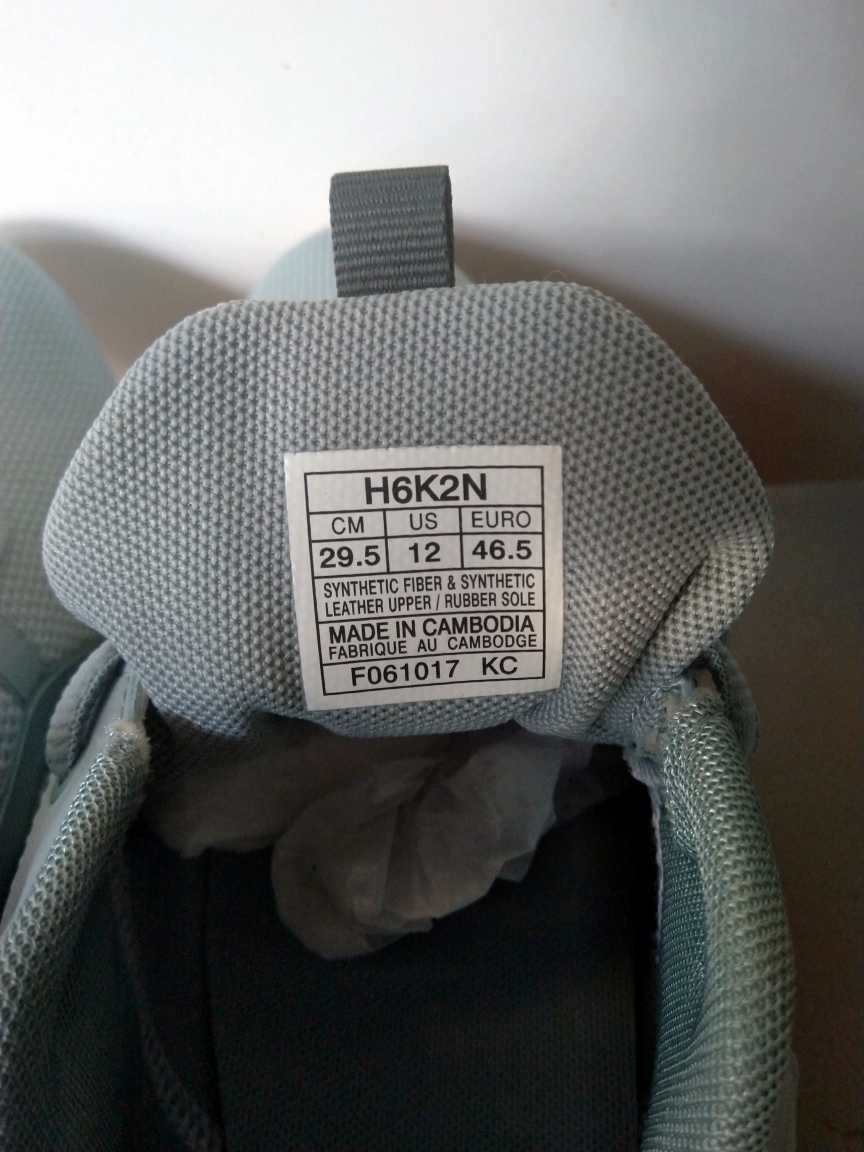 H6K2N
CM US EURO
29.5 12 46.5
SYNTHETIC FIBER & SYNTHETIC
LEATHER UPPER / RUBBER SOLE
MADE IN CAMBODIA
FABRIQUE AU CAMBODGE
F061017 KC